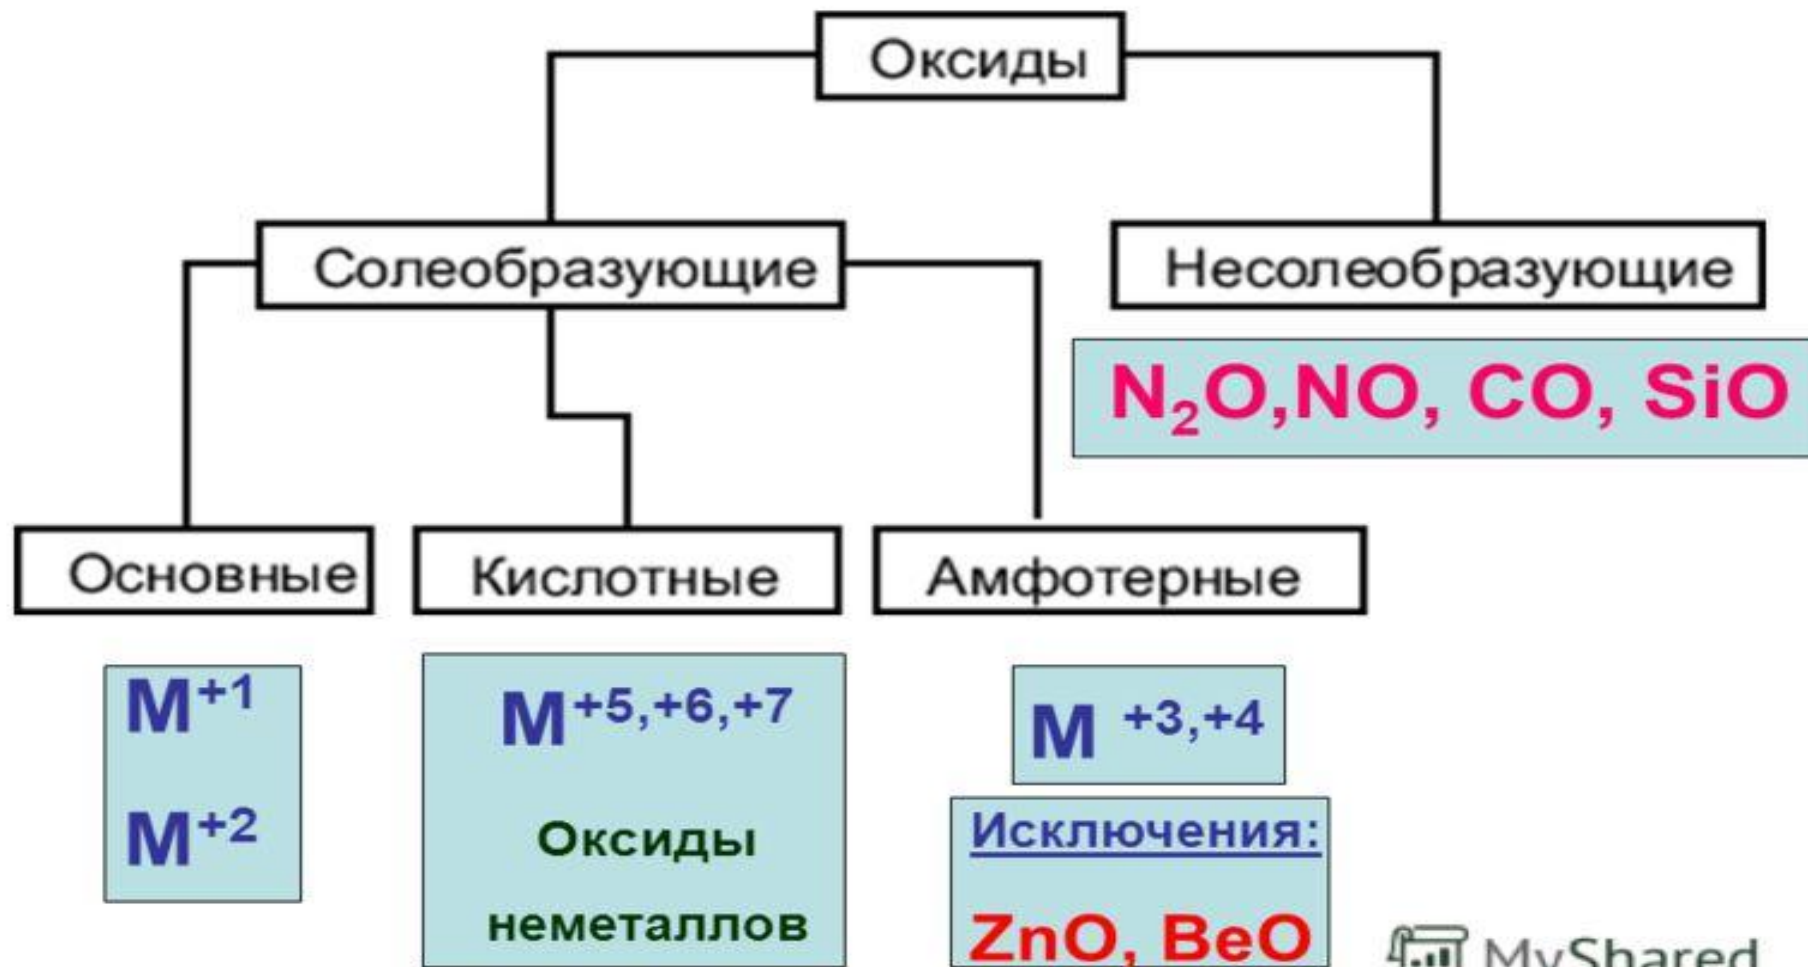 Оксиды
Солеобразующие
Несолеобразующие
N₂O,NO, CO, SiO
Основные
Кислотные
Амфотерные
M⁺¹
M⁺²
M⁺⁵,⁺⁶,⁺⁷
Оксиды
неметаллов
M ⁺³,⁺⁴
Исключения:
ZnO, BeO
MyShared